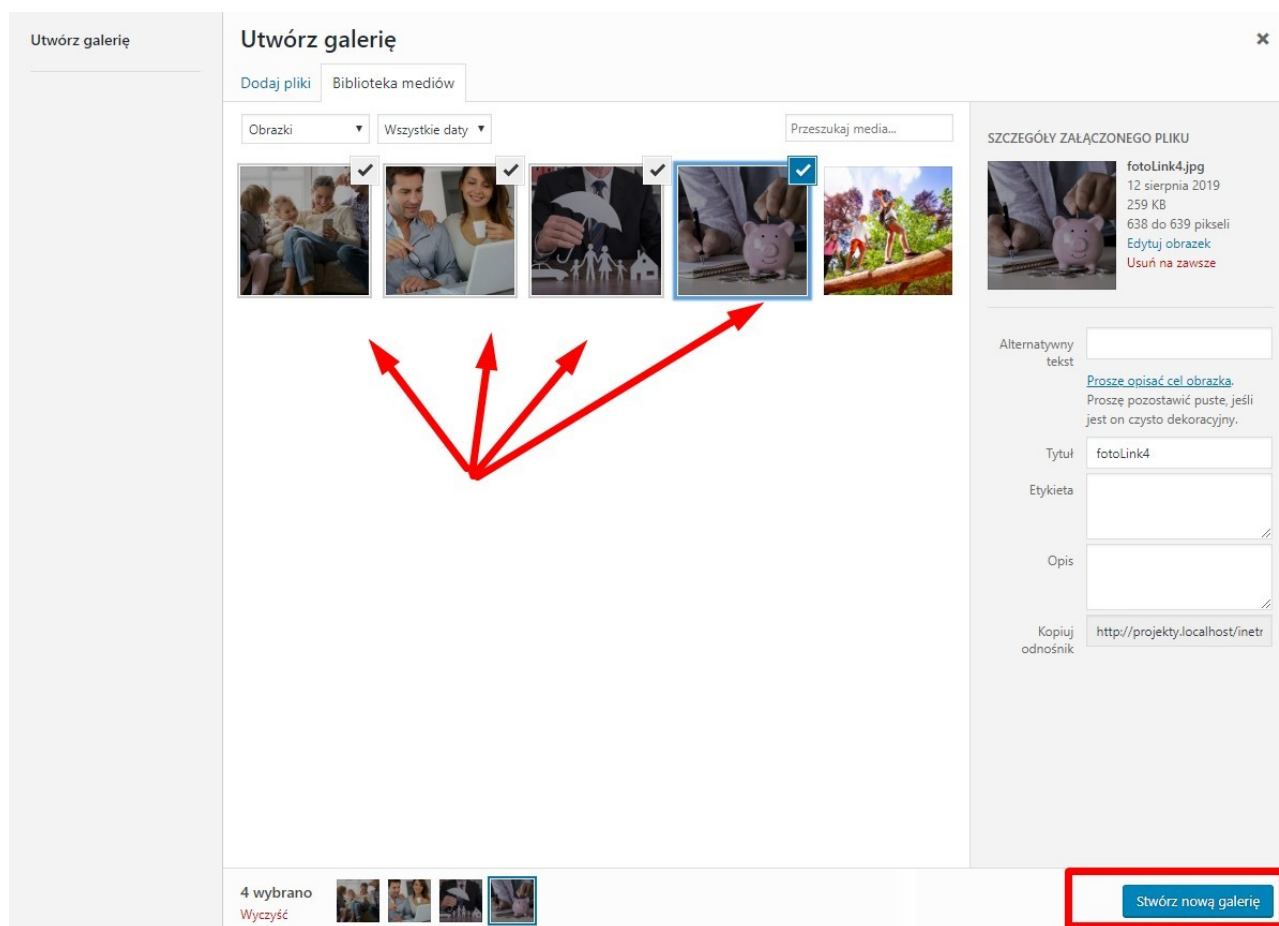 Utwórz galerię
Utwórz galerię
Dodaj pliki
Biblioteka mediów
Obrazki
Wszystkie daty
Przeszukaj media...
SZCZEGÓŁY ZAŁĄCZONEGO PLIKU
fotoLink4.jpg
12 sierpnia 2019
259 KB
638 do 639 pikseli
Edytuj obrazek
Usuń na zawsze
Alternatywny
tekst
Proszę opisać cel obrazka.
Proszę pozostawić puste, jeśli
jest on czysto dekoracyjny.
Tytuł
fotoLink4
Etykieta
Opis
Kopiuj
odnośnik
http://projekty.localhost/inetr
4 wybrano
Wyczyść
Stwórz nową galerię